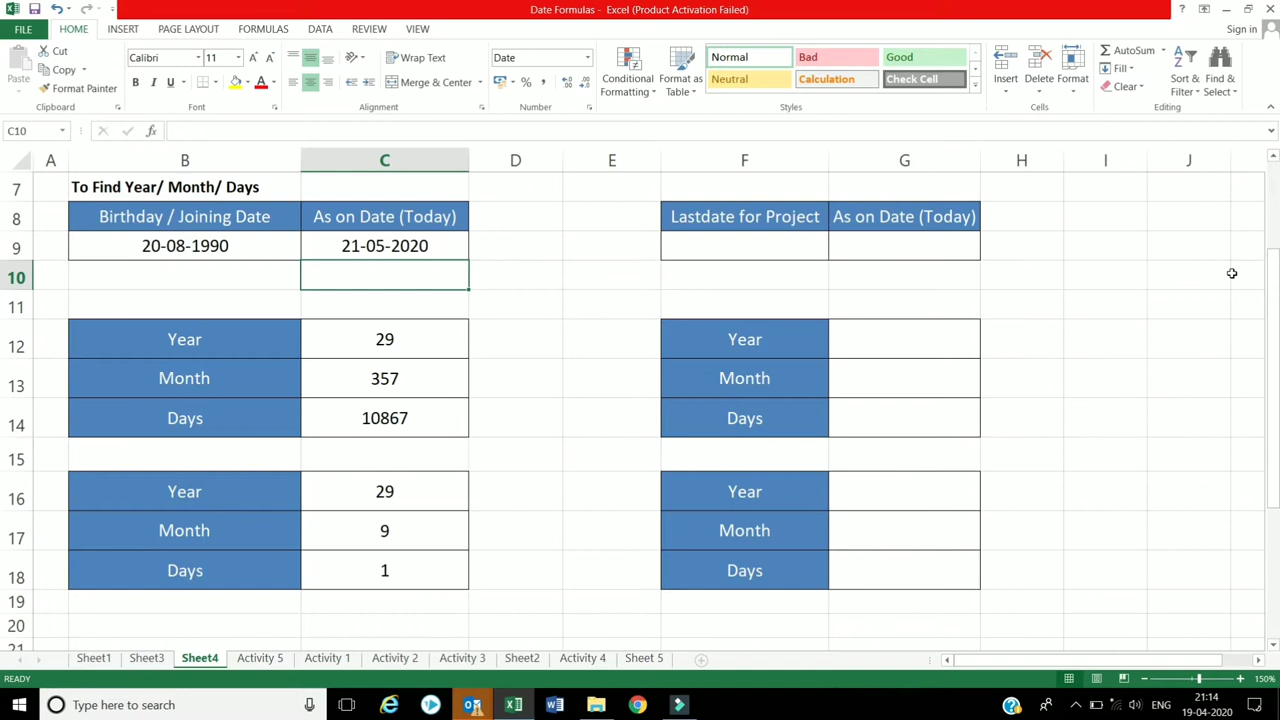 Date Formulas - Excel (Product Activation Failed)
FILE HOME INSERT PAGE LAYOUT FORMULAS DATA REVIEW VIEW Sign in
Paste Cut Copy Format Painter Clipboard
Calibri 11 A A B I U A Font
Wrap Text Merge & Center Alignment
Date % , Number
Conditional Formatting Format as Table
Normal Bad Good
Neutral Calculation Check Cell
Styles
Insert Delete Format Cells
AutoSum Fill Clear Sort & Filter Find & Select Editing
C10 fx
A B C D E F G H I J
7 To Find Year/ Month/ Days
8 Birthday / Joining Date As on Date (Today) Lastdate for Project As on Date (Today)
9 20-08-1990 21-05-2020
10
11
12 Year 29 Year
13 Month 357 Month
14 Days 10867 Days
15
16 Year 29 Year
17 Month 9 Month
18 Days 1 Days
19
20
21
Sheet1 Sheet3 Sheet4 Activity 5 Activity 1 Activity 2 Activity 3 Sheet2 Activity 4 Sheet 5
READY 150%
Type here to search ENG 21:14
19-04-2020